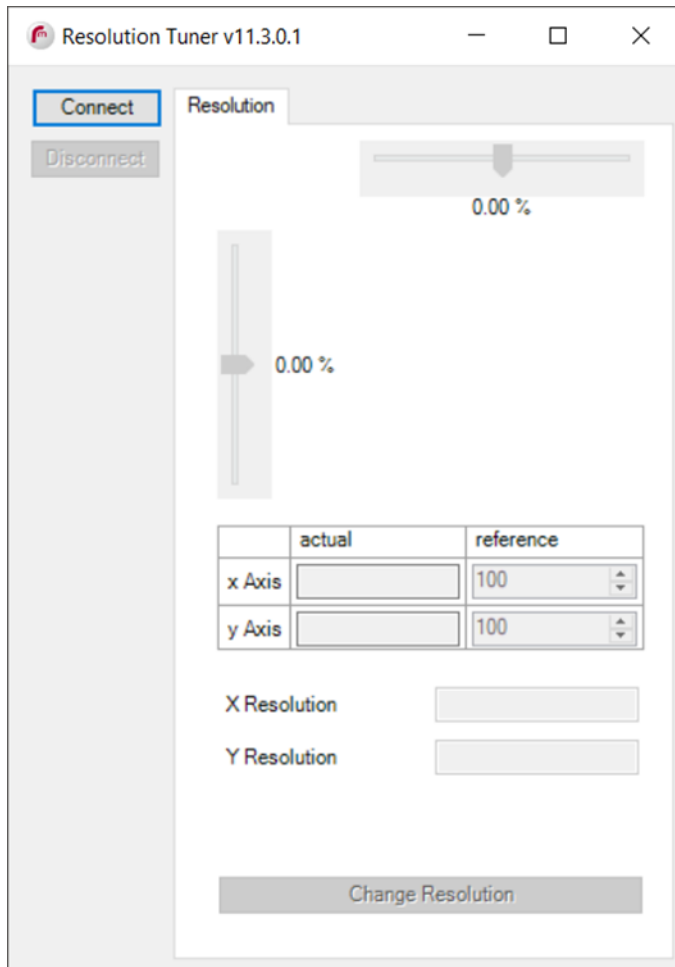 Resolution Tuner v11.3.0.1
Connect
Resolution
Disconnect
0.00 %
0.00 %
actual reference
x Axis 100
y Axis 100
X Resolution
Y Resolution
Change Resolution